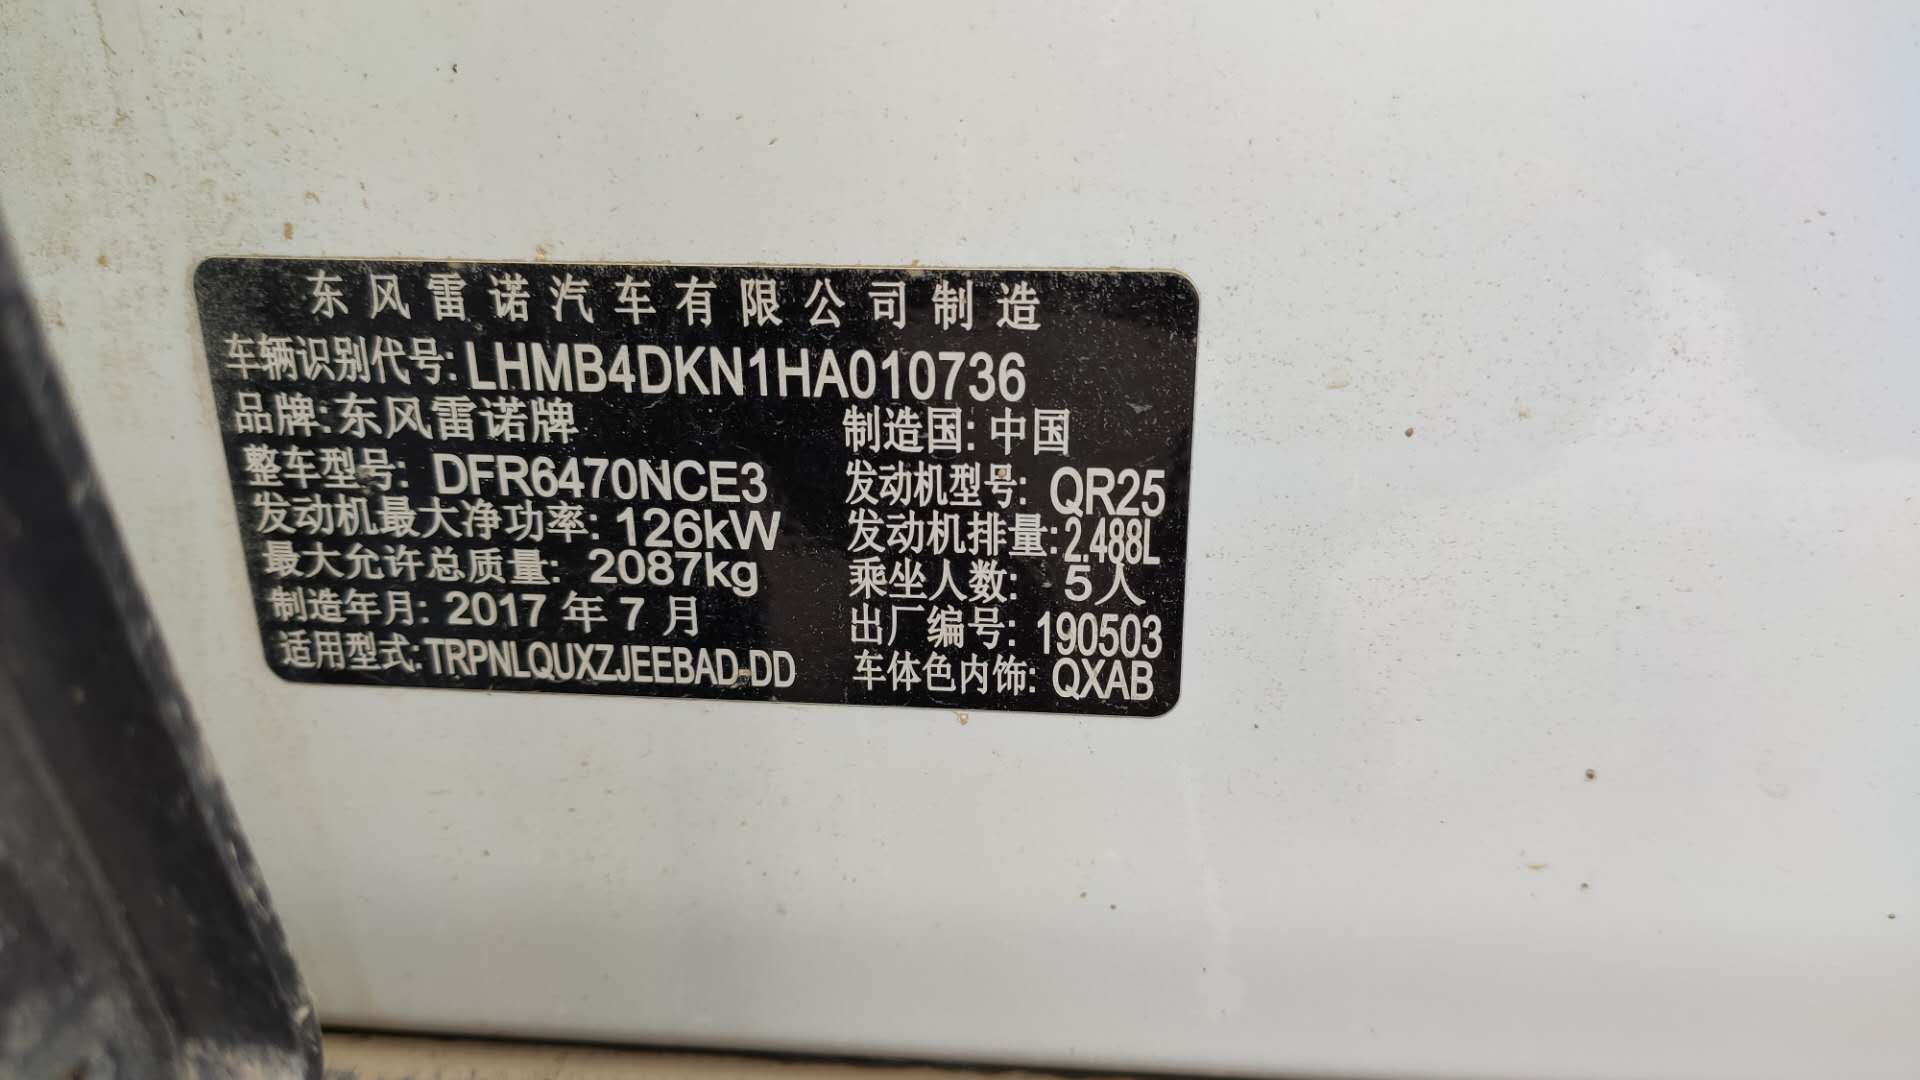 东风雷诺汽车有限公司制造
车辆识别代号: LHMB4DKN1HA010736
品牌: 东风雷诺牌 制造国: 中国
整车型号: DFR6470NCE3 发动机型号: QR25
发动机最大净功率: 126kW 发动机排量: 2.488L
最大允许总质量: 2087kg 乘坐人数: 5人
制造年月: 2017年7月 出厂编号: 190503
适用型式: TRPNLQUXZJEEBAD-DD 车体色内饰: QXAB